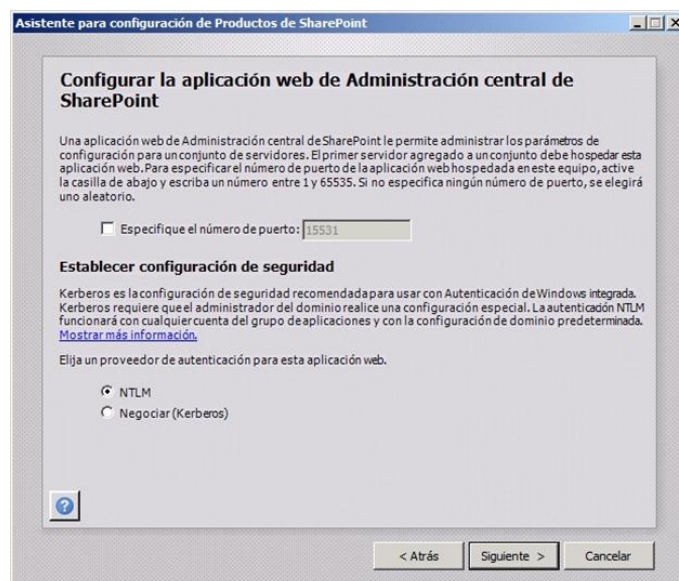 Asistente para configuración de Productos de SharePoint
Configurar la aplicación web de Administración central de
SharePoint
Una aplicación web de Administración central de SharePoint le permite administrar los parámetros de
configuración para un conjunto de servidores. El primer servidor agregado a un conjunto debe hospedar esta
aplicación web. Para especificar el número de puerto de la aplicación web hospedada en este equipo, active
la casilla de abajo y escriba un número entre 1 y 65535. Si no especifica ningún número de puerto, se elegirá
uno aleatorio.
Especifique el número de puerto: 15531
Establecer configuración de seguridad
Kerberos es la configuración de seguridad recomendada para usar con Autenticación de Windows integrada.
Kerberos requiere que el administrador del dominio realice una configuración especial. La autenticación NTLM
funcionará con cualquier cuenta del grupo de aplicaciones y con la configuración de dominio predeterminada.
Mostrar más información.
Elija un proveedor de autenticación para esta aplicación web.
NTLM
Negociar (Kerberos)
?
< Atrás Siguiente > Cancelar